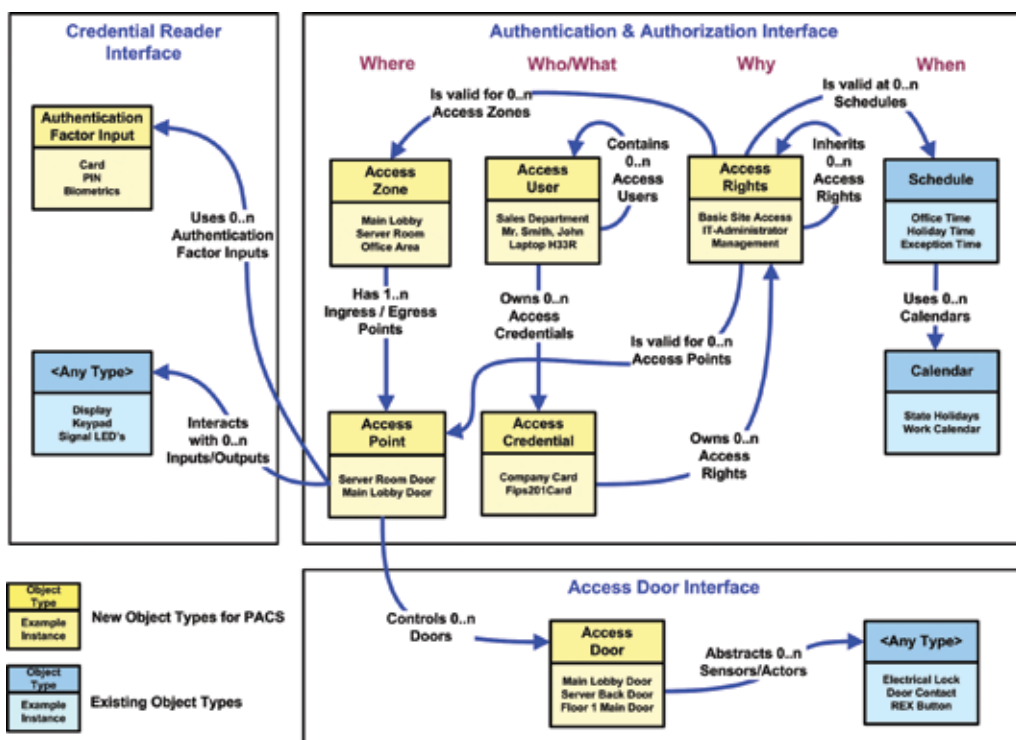 Credential Reader
Interface
Authentication
Factor Input
Card
PIN
Biometrics
Uses 0..n
Authentication
Factor Inputs
<Any Type>
Display
Keypad
Signal LED's
Interacts
with 0..n
Inputs/Outputs
Authentication & Authorization Interface
Where
Who/What
Why
When
Is valid for 0..n
Access Zones
Is valid at 0..n
Schedules
Access
Zone
Main Lobby
Server Room
Office Area
Access
User
Sales Department
Mr. Smith, John
Laptop H33R
Contains
0..n
Access
Users
Access
Rights
Basic Site Access
IT-Administrator
Management
Inherits
0..n
Access
Rights
Schedule
Office Time
Holiday Time
Exception Time
Has 1..n
Ingress / Egress
Points
Owns 0..n
Access
Credentials
Is valid for 0..n
Access Points
Uses 0..n
Calendars
Access
Point
Server Room Door
Main Lobby Door
Access
Credential
Company Card
Fips201Card
Owns 0..n
Access
Rights
Calendar
State Holidays
Work Calendar
Access Door Interface
Controls 0..n
Doors
Access
Door
Main Lobby Door
Server Back Door
Floor 1 Main Door
Abstracts 0..n
Sensors/Actors
<Any Type>
Electrical Lock
Door Contact
REX Button
Object
Type
Example
Instance
New Object Types for PACS
Object
Type
Example
Instance
Existing Object Types